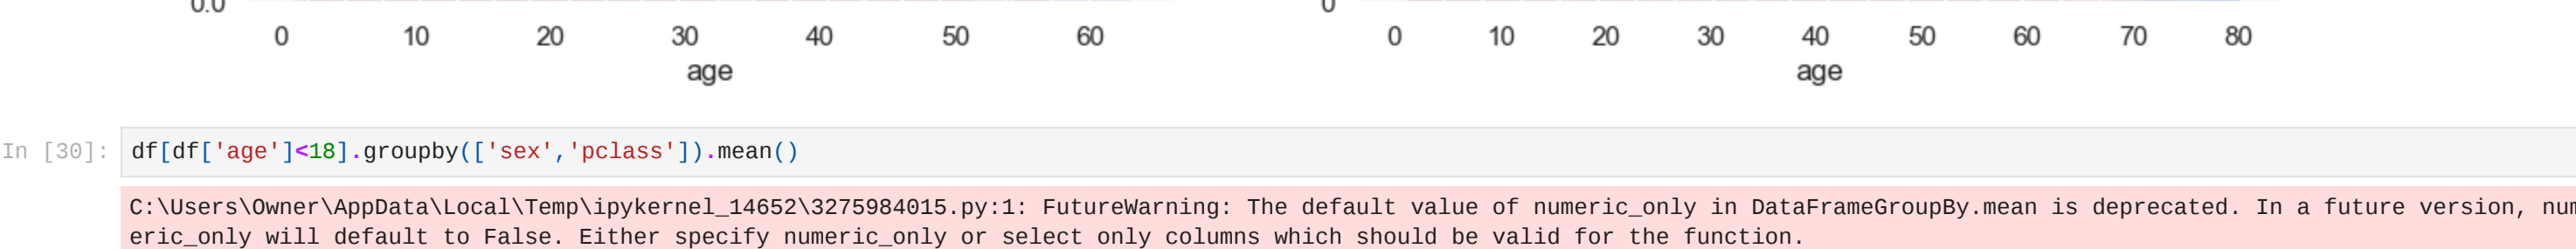 0.0 0
0 10 20 30 40 50 60 0 10 20 30 40 50 60 70 80
age age
In [30]: df[df['age']<18].groupby(['sex','pclass']).mean()
C:\Users\Owner\AppData\Local\Temp\ipykernel_14652\3275984015.py:1: FutureWarning: The default value of numeric_only in DataFrameGroupBy.mean is deprecated. In a future version, num
eric_only will default to False. Either specify numeric_only or select only columns which should be valid for the function.